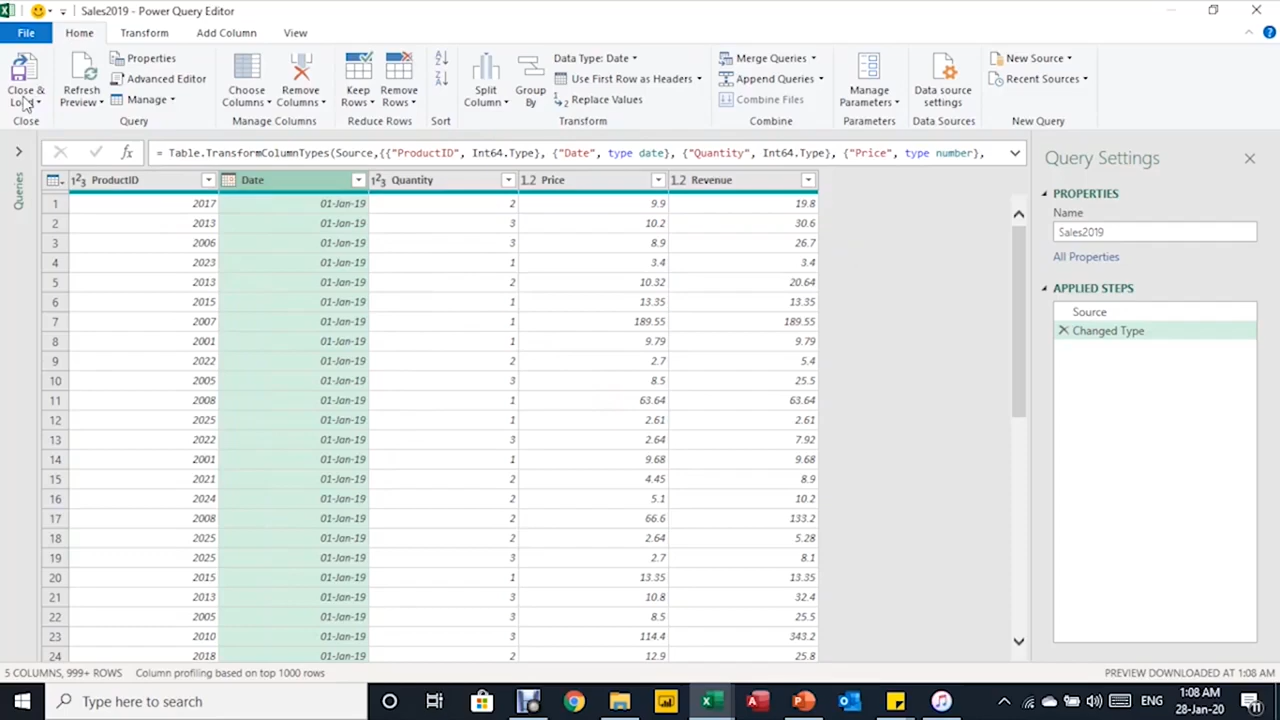 Sales2019 - Power Query Editor
File Home Transform Add Column View
Close & Load
Refresh Preview
Properties
Advanced Editor
Manage
Choose Columns
Remove Columns
Keep Rows
Remove Rows
Split Column
Group By
Data Type: Date
Use First Row as Headers
Replace Values
Merge Queries
Append Queries
Combine Files
Manage Parameters
Data source settings
New Source
Recent Sources
Close Query Manage Columns Reduce Rows Sort Transform Combine Parameters Data Sources New Query
Queries
fx = Table.TransformColumnTypes(Source,{{"ProductID", Int64.Type}, {"Date", type date}, {"Quantity", Int64.Type}, {"Price", type number},
1²3 ProductID Date 1²3 Quantity 1.2 Price 1.2 Revenue
1 2017 01-Jan-19 2 9.9 19.8
2 2013 01-Jan-19 3 10.2 30.6
3 2006 01-Jan-19 3 8.9 26.7
4 2023 01-Jan-19 1 3.4 3.4
5 2013 01-Jan-19 2 10.32 20.64
6 2015 01-Jan-19 1 13.35 13.35
7 2007 01-Jan-19 1 189.55 189.55
8 2001 01-Jan-19 1 9.79 9.79
9 2022 01-Jan-19 2 2.7 5.4
10 2005 01-Jan-19 3 8.5 25.5
11 2008 01-Jan-19 1 63.64 63.64
12 2025 01-Jan-19 1 2.61 2.61
13 2022 01-Jan-19 3 2.64 7.92
14 2001 01-Jan-19 1 9.68 9.68
15 2021 01-Jan-19 2 4.45 8.9
16 2024 01-Jan-19 2 5.1 10.2
17 2008 01-Jan-19 2 66.6 133.2
18 2025 01-Jan-19 2 2.64 5.28
19 2025 01-Jan-19 3 2.7 8.1
20 2015 01-Jan-19 1 13.35 13.35
21 2013 01-Jan-19 3 10.8 32.4
22 2005 01-Jan-19 3 8.5 25.5
23 2010 01-Jan-19 3 114.4 343.2
24 2018 01-Jan-19 2 12.9 25.8
Query Settings
PROPERTIES
Name
Sales2019
All Properties
APPLIED STEPS
Source
Changed Type
5 COLUMNS, 999+ ROWS Column profiling based on top 1000 rows PREVIEW DOWNLOADED AT 1:08 AM
Type here to search
ENG
1:08 AM
28-Jan-20
11